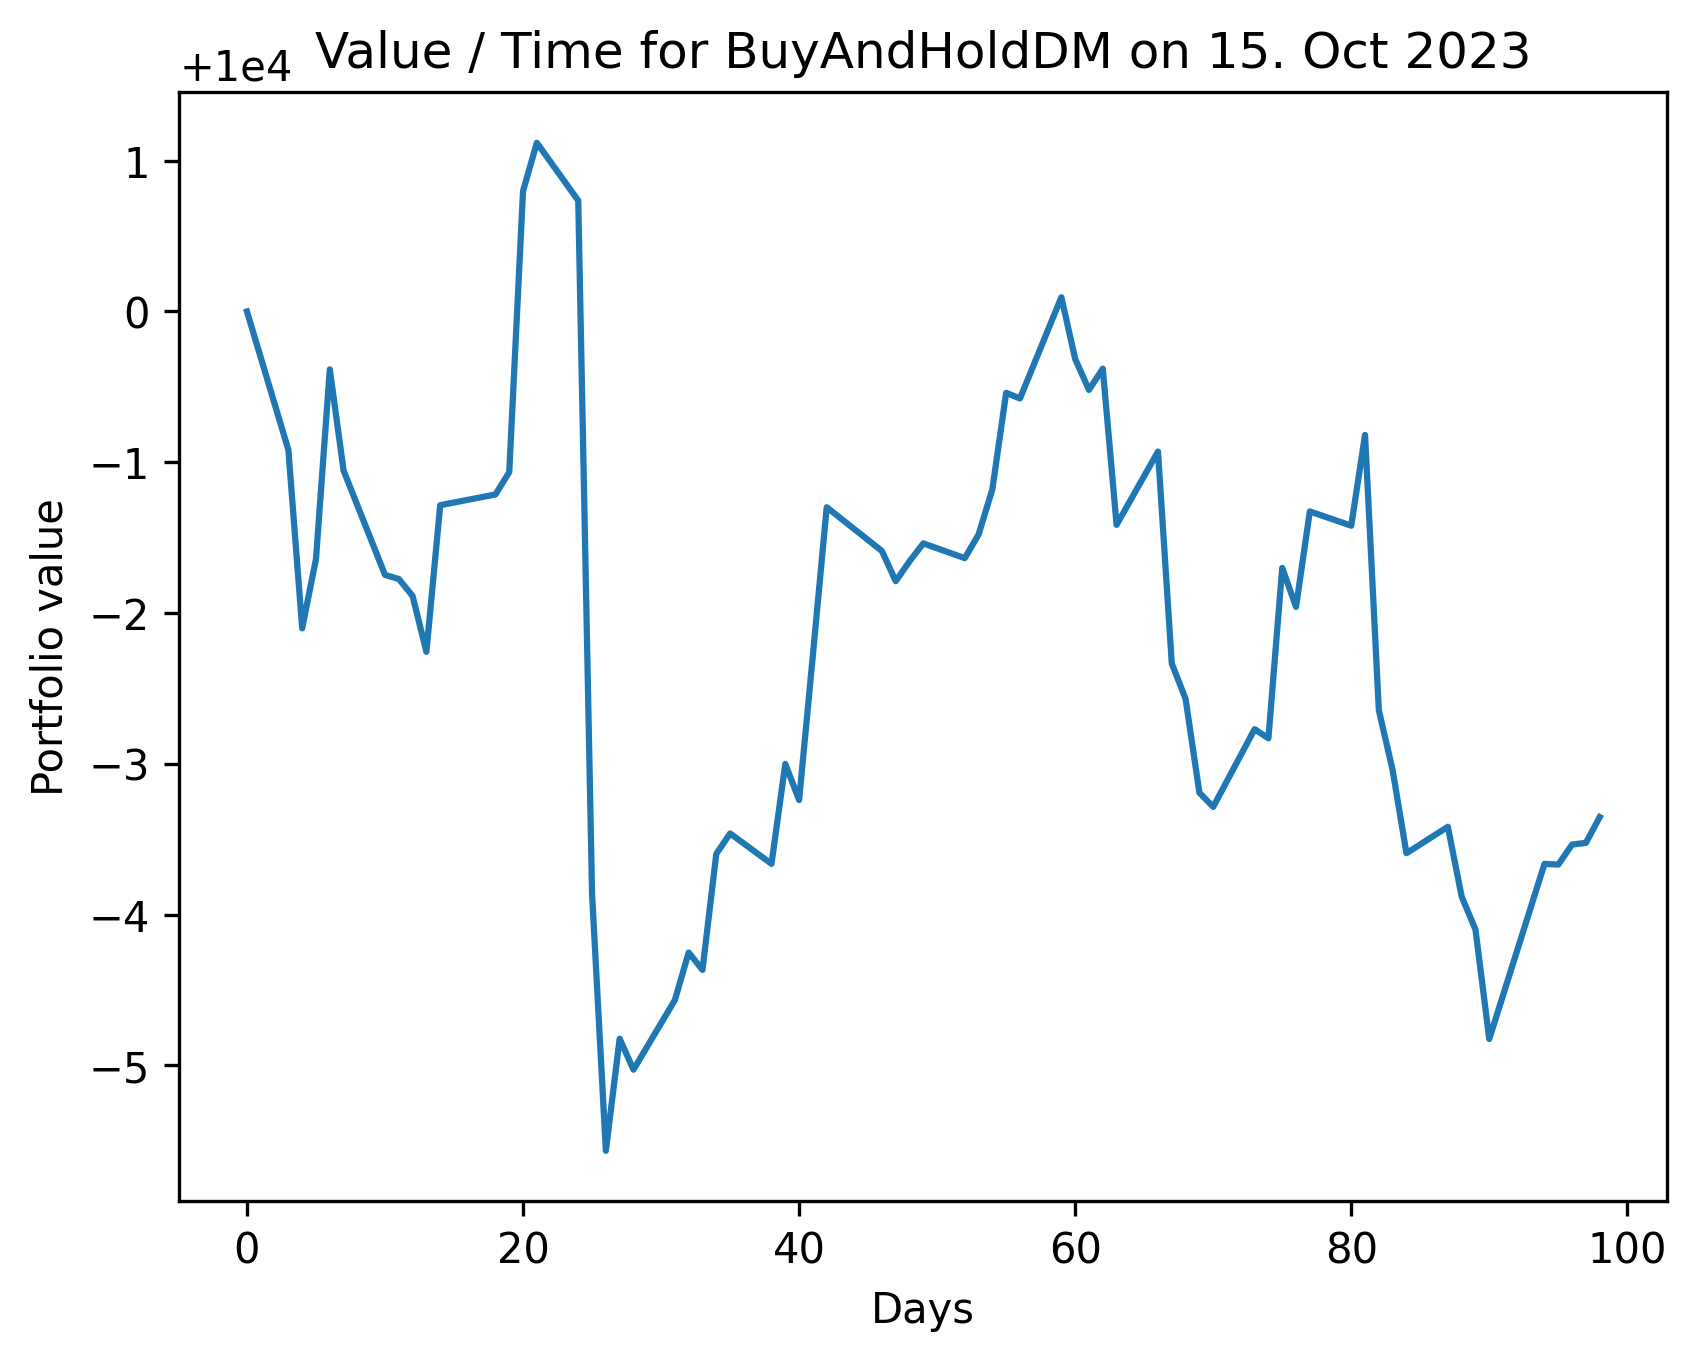 Value / Time for BuyAndHoldDM on 15. Oct 2023
+1e4
1
0
−1
−2
−3
−4
−5
Portfolio value
0 20 40 60 80 100
Days